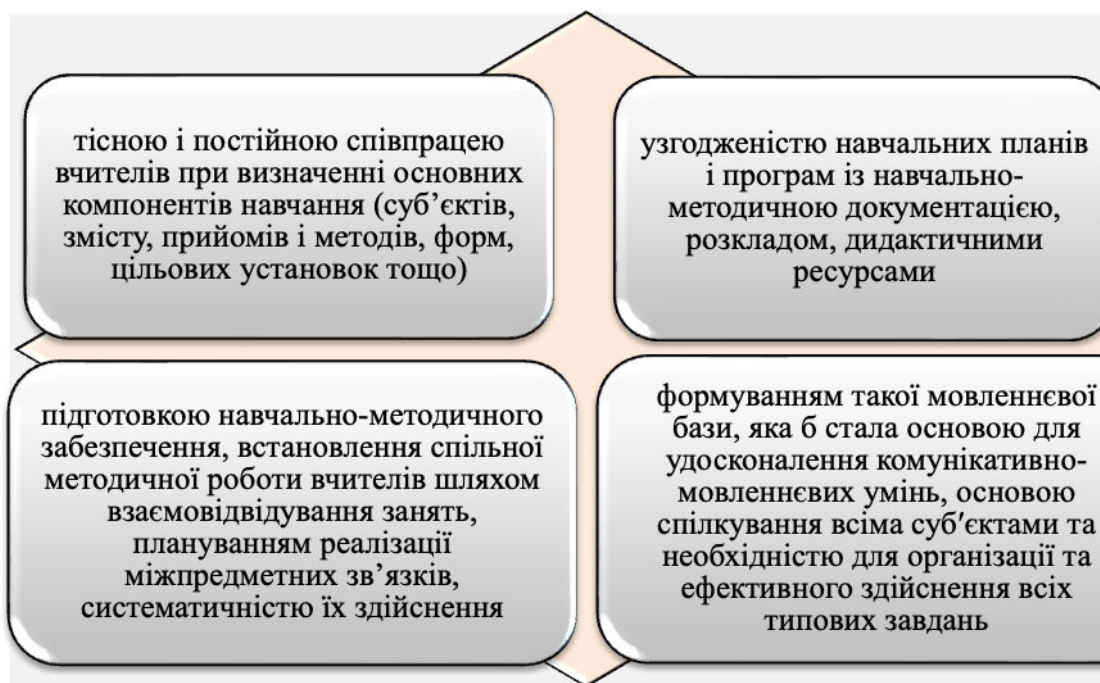 тісною і постійною співпрацею
вчителів при визначенні основних
компонентів навчання (суб’єктів,
змісту, прийомів і методів, форм,
цільових установок тощо)
узгодженістю навчальних планів
і програм із навчально-
методичною документацією,
розкладом, дидактичними
ресурсами
підготовкою навчально-методичного
забезпечення, встановлення спільної
методичної роботи вчителів шляхом
взаємовідвідування занять,
плануванням реалізації
міжпредметних зв’язків,
систематичністю їх здійснення
формуванням такої мовленнєвої
бази, яка б стала основою для
удосконалення комунікативно-
мовленнєвих умінь, основою
спілкування всіма суб′єктами та
необхідністю для організації та
ефективного здійснення всіх
типових завдань